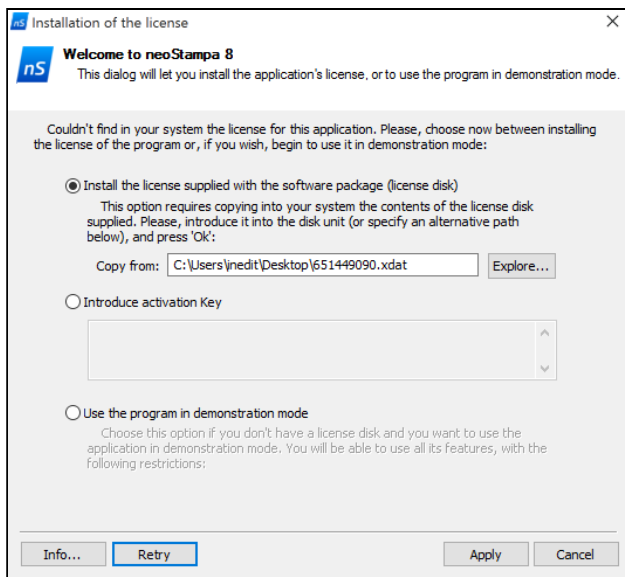 nS Installation of the license
nS
Welcome to neoStampa 8
This dialog will let you install the application's license, or to use the program in demonstration mode.
Couldn't find in your system the license for this application. Please, choose now between installing
the license of the program or, if you wish, begin to use it in demonstration mode:
Install the license supplied with the software package (license disk)
This option requires copying into your system the contents of the license disk
supplied. Please, introduce it into the disk unit (or specify an alternative path
below), and press 'Ok':
Copy from: C:\Users\inedit\Desktop\651449090.xdat Explore...
Introduce activation Key
Use the program in demonstration mode
Choose this option if you don't have a license disk and you want to use the
application in demonstration mode. You will be able to use all its features, with the
following restrictions:
Info... Retry Apply Cancel